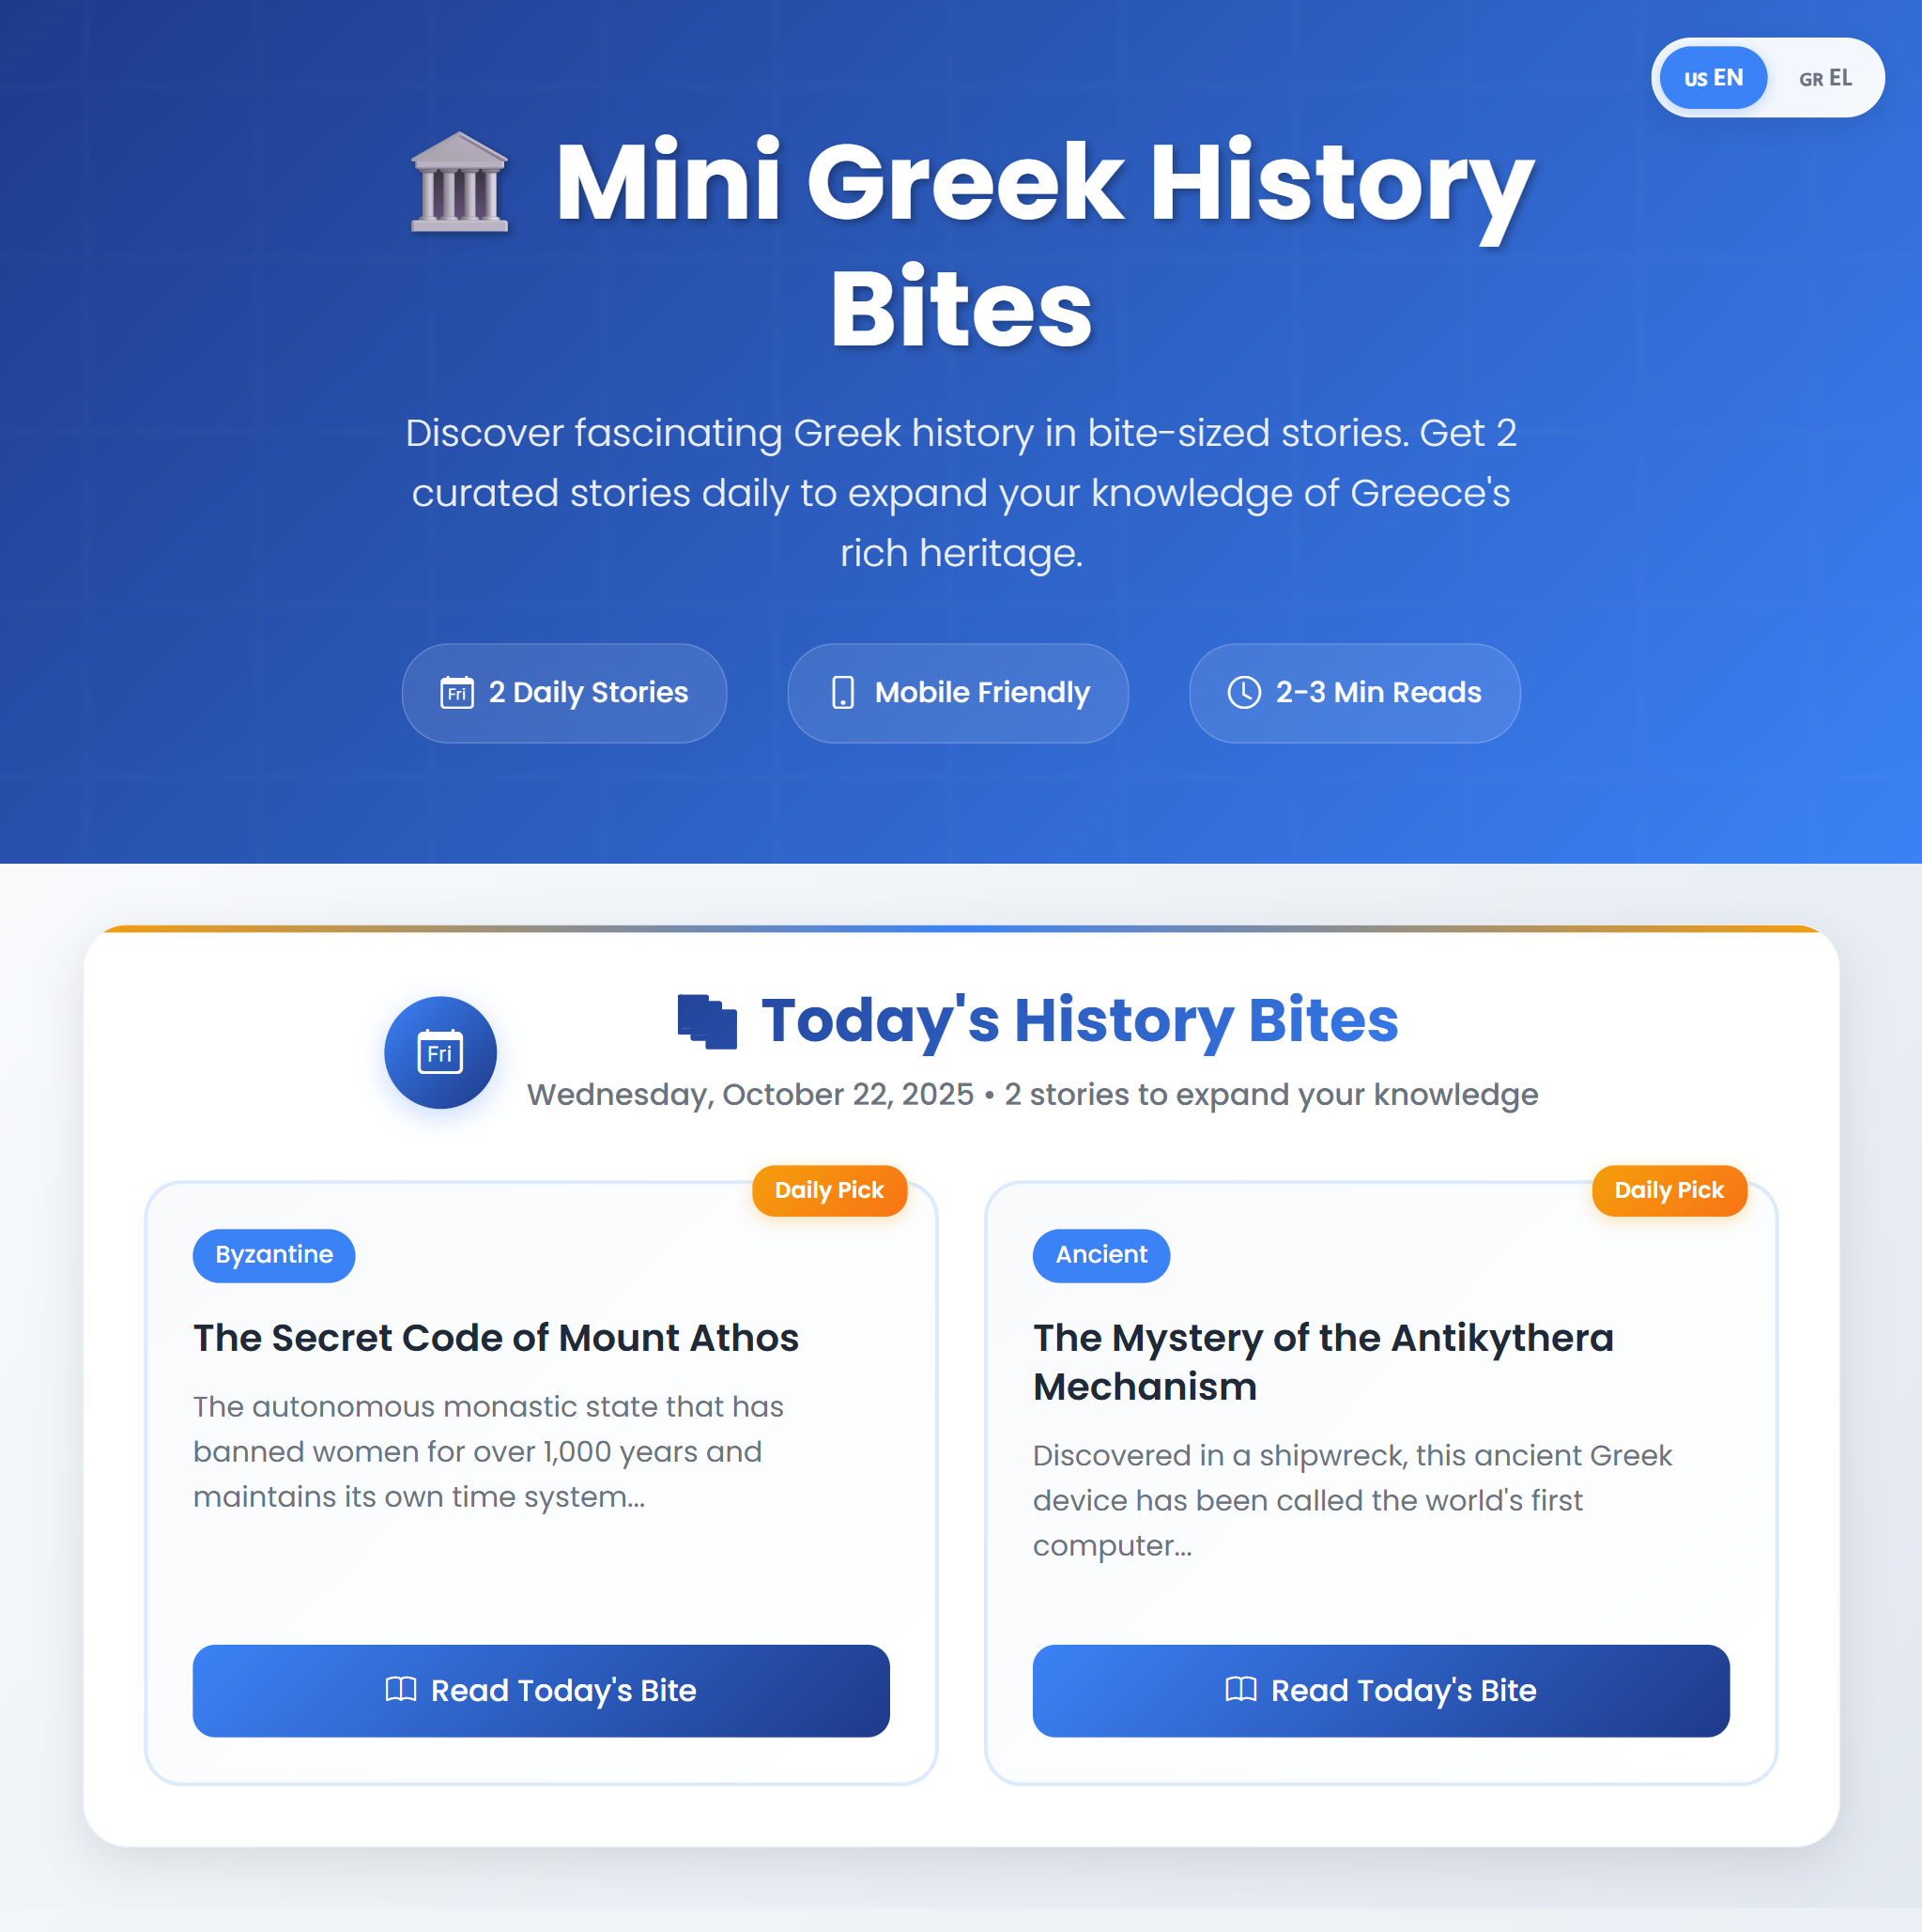 US EN GR EL
Mini Greek History
Bites
Discover fascinating Greek history in bite-sized stories. Get 2
curated stories daily to expand your knowledge of Greece's
rich heritage.
Fri 2 Daily Stories
Mobile Friendly
2-3 Min Reads
Fri
Today's History Bites
Wednesday, October 22, 2025 • 2 stories to expand your knowledge
Daily Pick
Byzantine
The Secret Code of Mount Athos
The autonomous monastic state that has
banned women for over 1,000 years and
maintains its own time system...
Read Today's Bite
Daily Pick
Ancient
The Mystery of the Antikythera
Mechanism
Discovered in a shipwreck, this ancient Greek
device has been called the world's first
computer...
Read Today's Bite